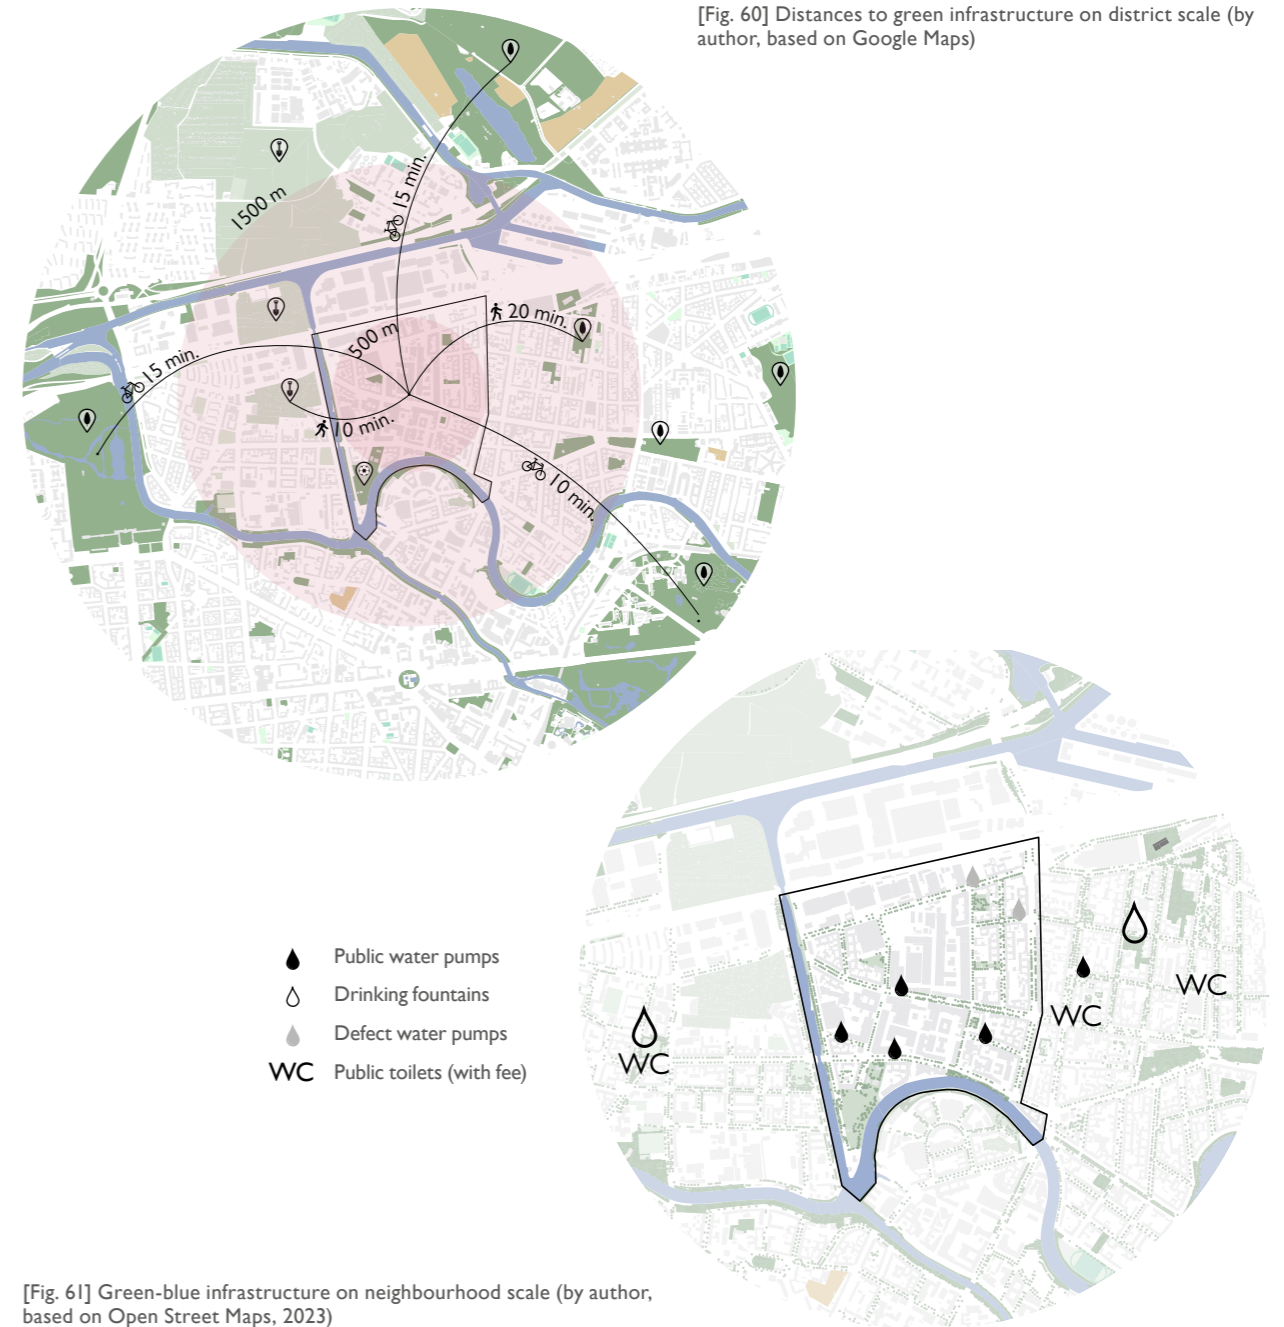 [Fig. 60] Distances to green infrastructure on district scale (by
author, based on Google Maps)
15 min.
1500 m
20 min.
500 m
15 min.
10 min.
10 min.
Public water pumps
Drinking fountains
Defect water pumps
WC Public toilets (with fee)
WC
WC
WC
[Fig. 61] Green-blue infrastructure on neighbourhood scale (by author,
based on Open Street Maps, 2023)